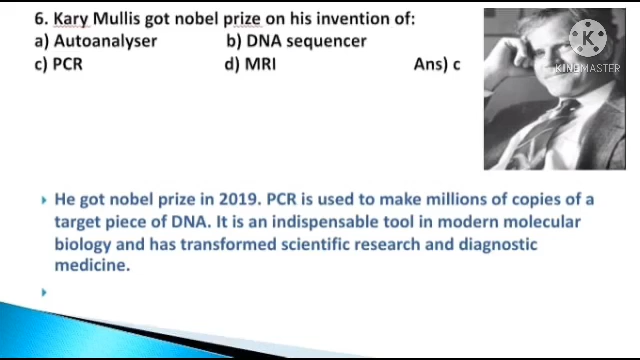 6. Kary Mullis got nobel prize on his invention of:
a) Autoanalyser b) DNA sequencer
c) PCR d) MRI Ans) c
K
KINEMASTER
He got nobel prize in 2019. PCR is used to make millions of copies of a
target piece of DNA. It is an indispensable tool in modern molecular
biology and has transformed scientific research and diagnostic
medicine.